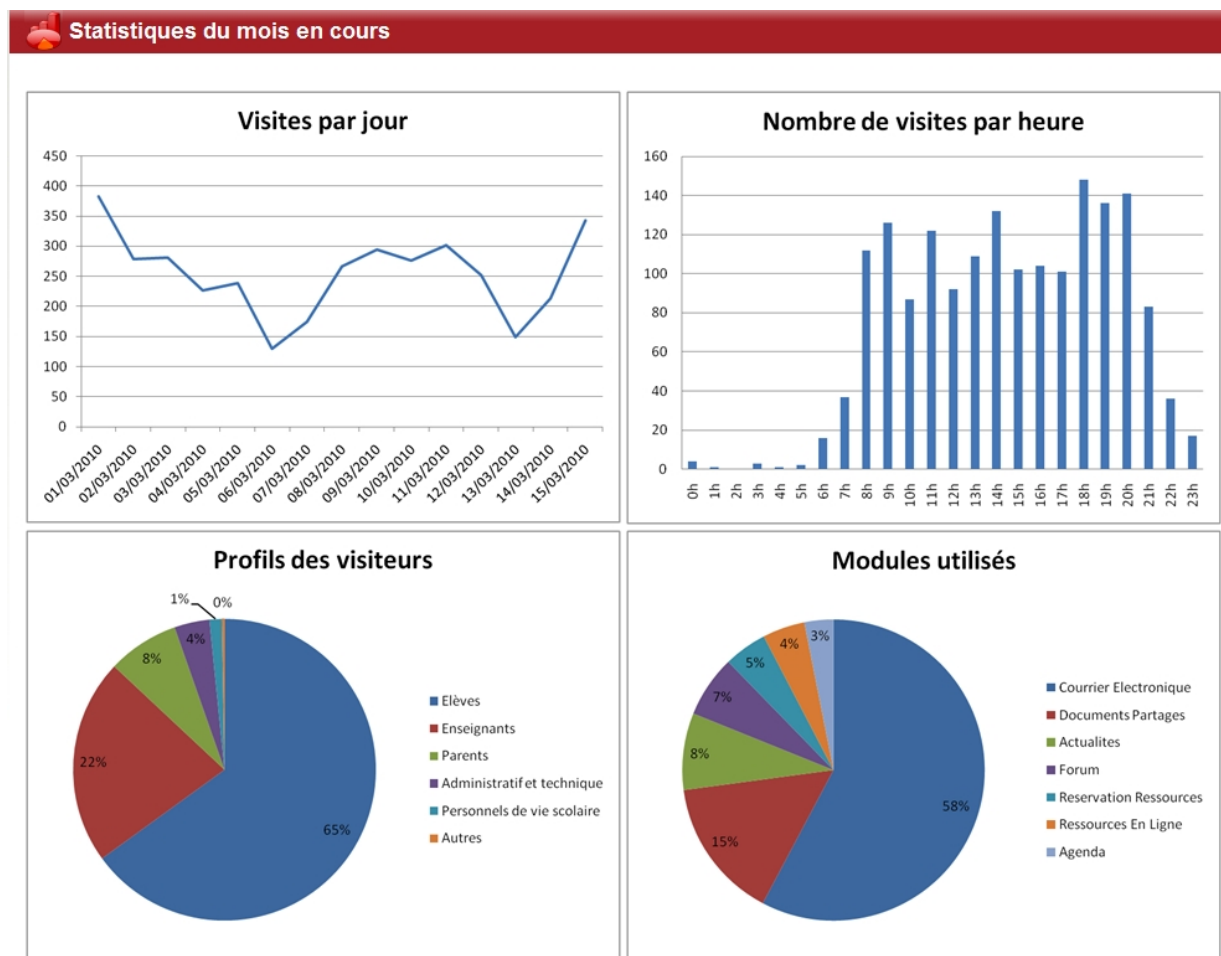 Statistiques du mois en cours
Visites par jour
450
400
350
300
250
200
150
100
50
0
01/03/2010
02/03/2010
03/03/2010
04/03/2010
05/03/2010
06/03/2010
07/03/2010
08/03/2010
09/03/2010
10/03/2010
11/03/2010
12/03/2010
13/03/2010
14/03/2010
15/03/2010
Nombre de visites par heure
160
140
120
100
80
60
40
20
0
0h
1h
2h
3h
4h
5h
6h
7h
8h
9h
10h
11h
12h
13h
14h
15h
16h
17h
18h
19h
20h
21h
22h
23h
Profils des visiteurs
1%
0%
4%
8%
22%
65%
Elèves
Enseignants
Parents
Administratif et technique
Personnels de vie scolaire
Autres
Modules utilisés
3%
4%
5%
7%
8%
15%
58%
Courrier Electronique
Documents Partages
Actualites
Forum
Reservation Ressources
Ressources En Ligne
Agenda